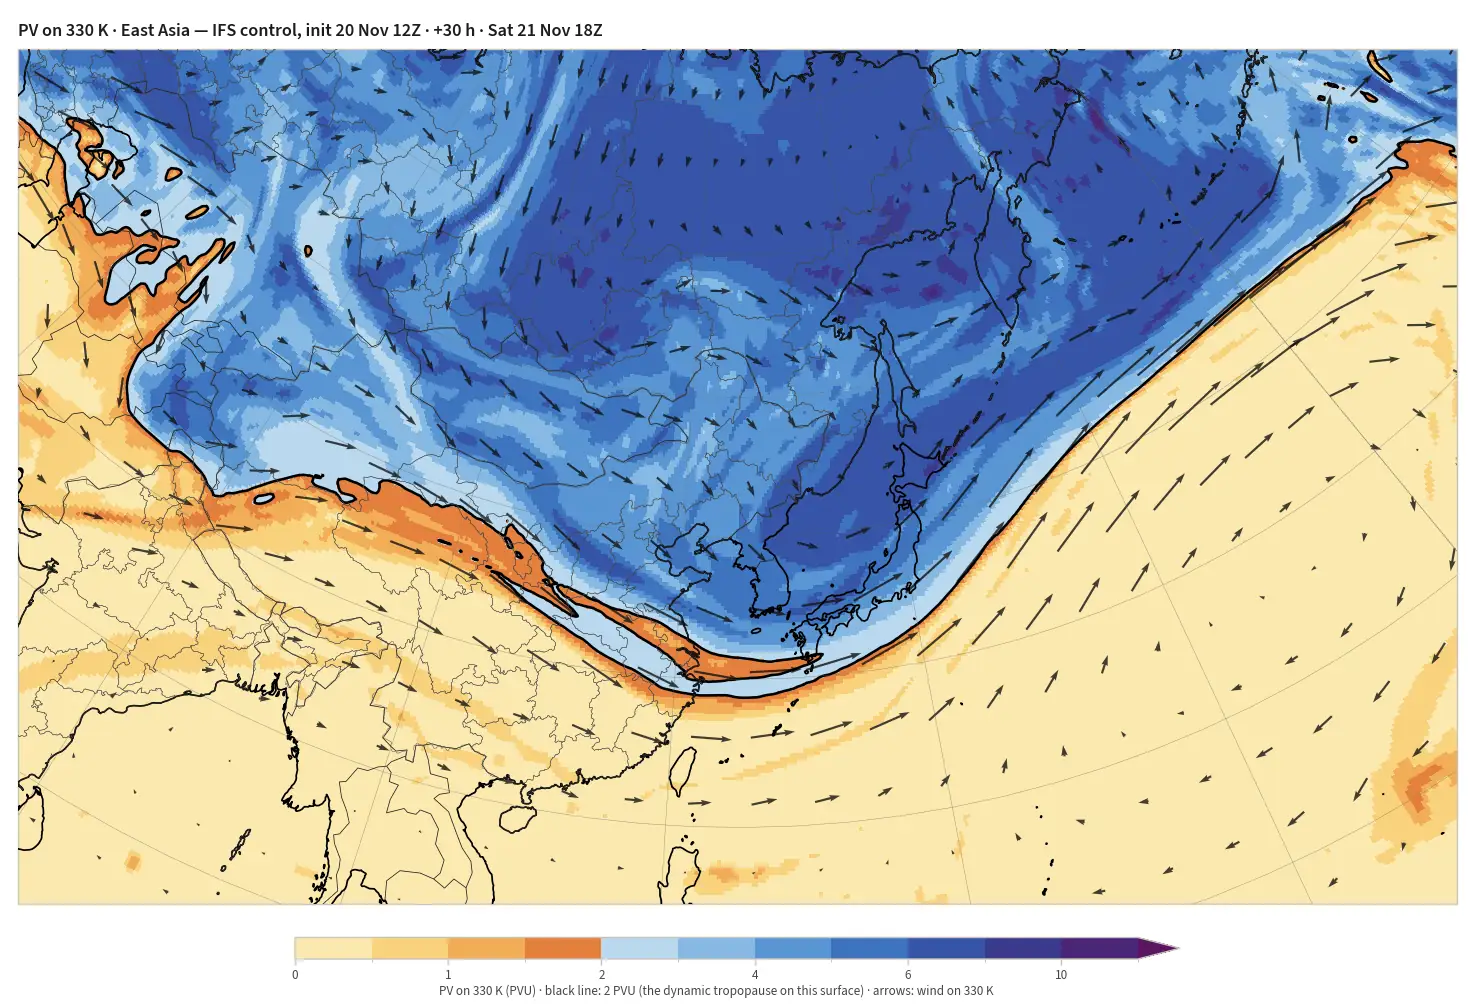 PV on 330 K · East Asia — IFS control, init 20 Nov 12Z · +30 h · Sat 21 Nov 18Z
0 1 2 4 6 10
PV on 330 K (PVU) · black line: 2 PVU (the dynamic tropopause on this surface) · arrows: wind on 330 K